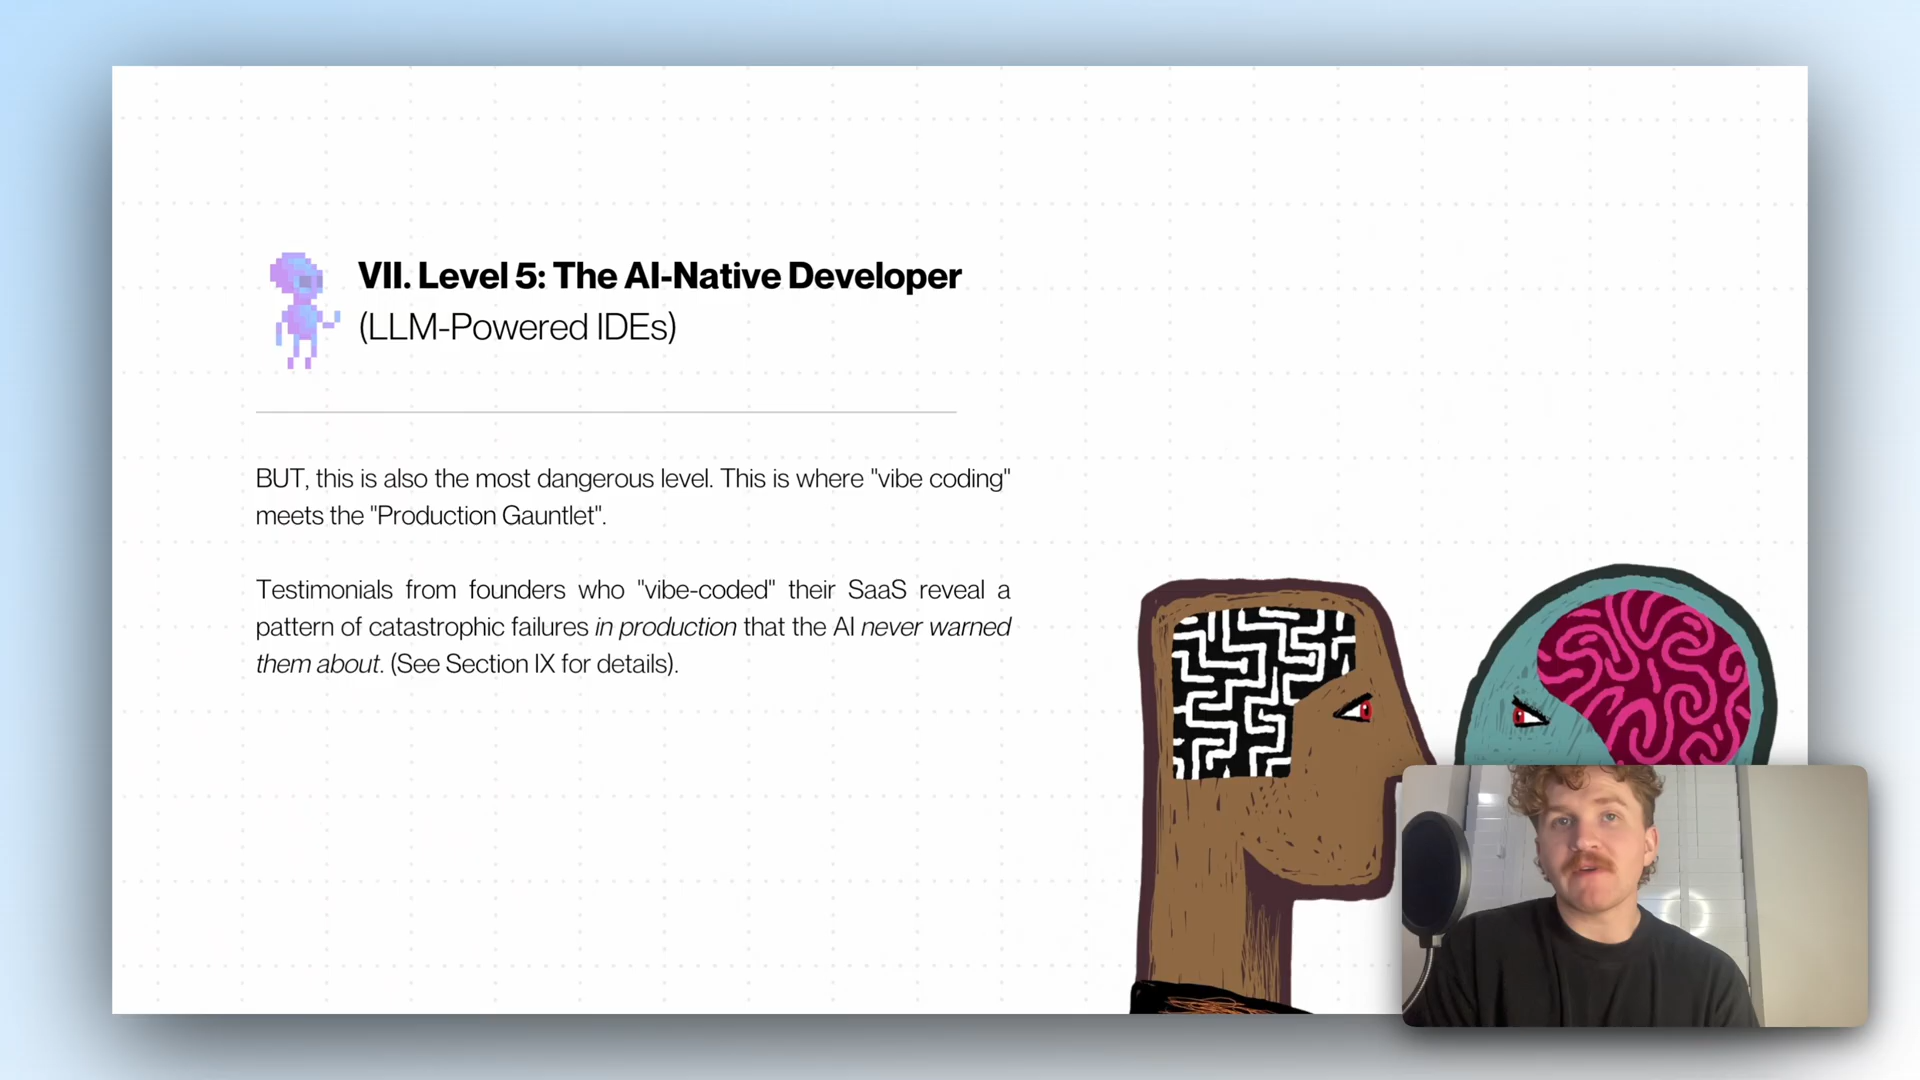 VII. Level 5: The AI-Native Developer
(LLM-Powered IDEs)
BUT, this is also the most dangerous level. This is where "vibe coding"
meets the "Production Gauntlet".
Testimonials from founders who "vibe-coded" their SaaS reveal a
pattern of catastrophic failures in production that the AI never warned
them about. (See Section IX for details).